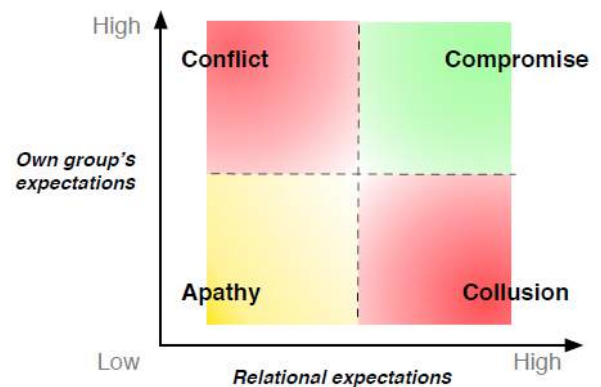 High
Conflict
Compromise
Own group's
expectations
Apathy
Collusion
Low
High
Relational expectations